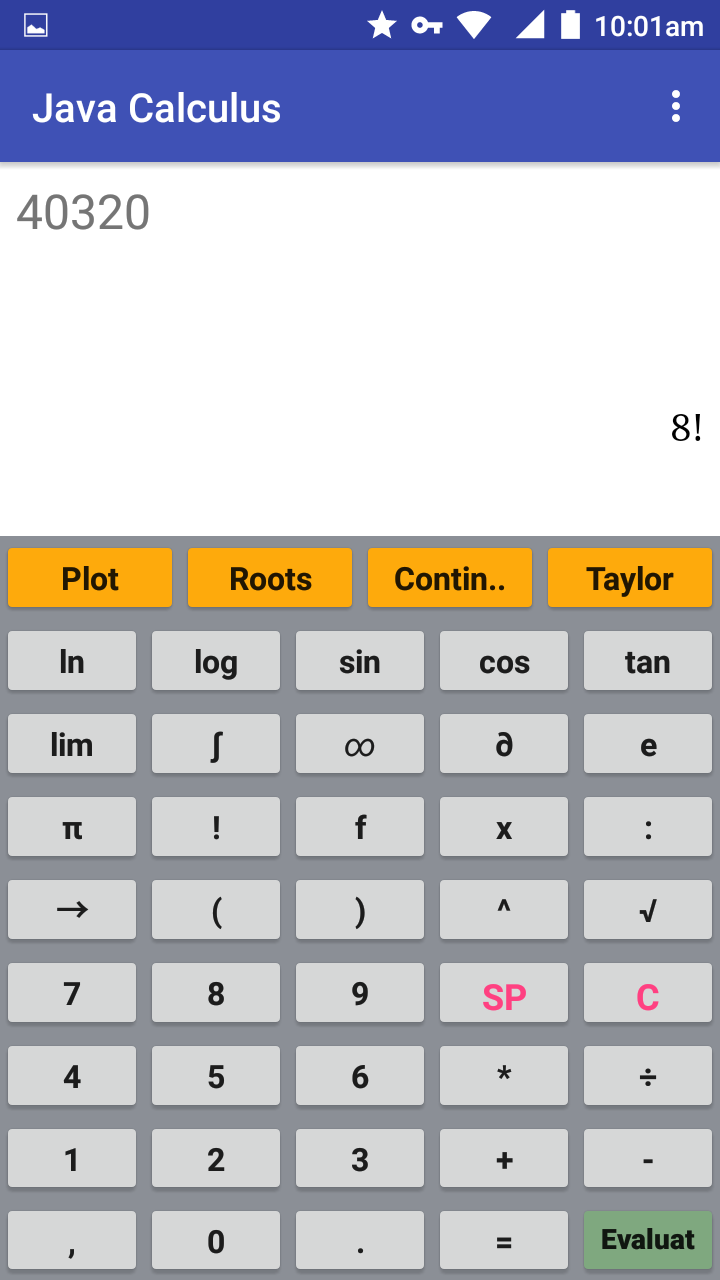 10:01am
Java Calculus
40320
8!
Plot Roots Contin.. Taylor
ln log sin cos tan
lim ∫ ∞ ∂ e
π ! f x :
→ ( ) ^ √
7 8 9 SP C
4 5 6 * ÷
1 2 3 + -
, 0 . = Evaluat